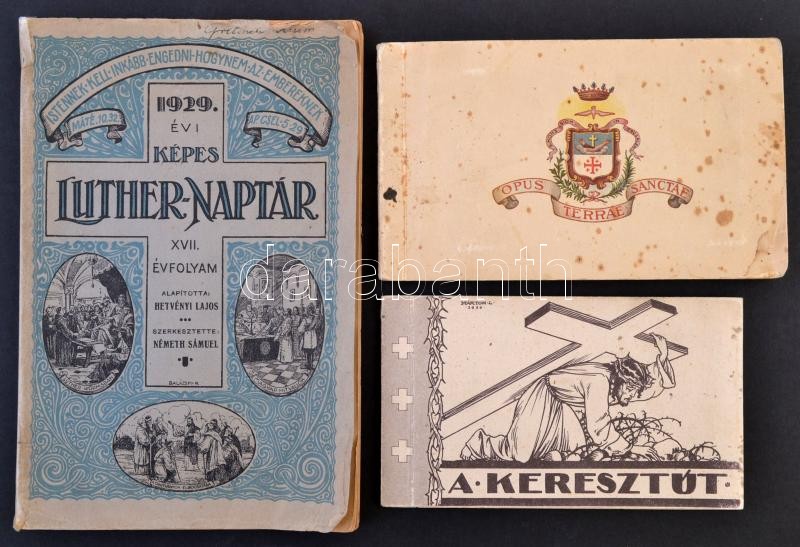 ISTENNEK·KELL·INKÁBB·ENGEDNI·HOGYNEM·AZ·EMBEREKNEK
MÁTÉ.10.32.
AP. CSEL·5·29
1929.
ÉVI
KÉPES
LUTHER-NAPTÁR
XVII.
ÉVFOLYAM
ALAPÍTOTTA:
HETVÉNYI LAJOS
SZERKESZTETTE:
NÉMETH SÁMUEL
OPUS
TERRAE
SANCTAE
A·KERESZTÚT·
darabanth